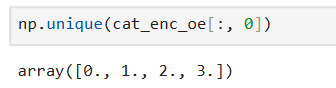 np.unique(cat_enc_oe[:, 0])
array([0., 1., 2., 3.])